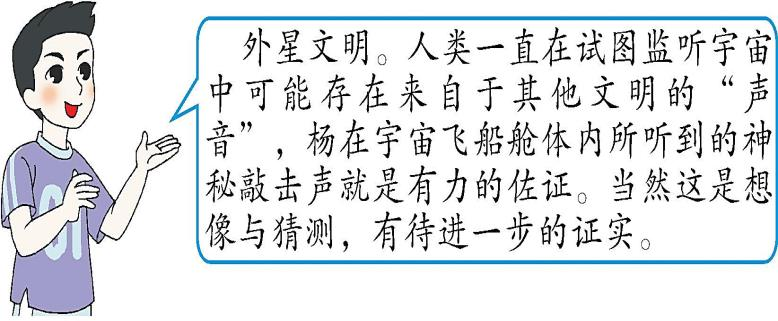 外星文明。人类一直在试图监听宇宙
中可能存在来自于其他文明的“声
音”，杨在宇宙飞船舱体内所听到的神
秘敲击声就是有力的佐证。当然这是想
像与猜测，有待进一步的证实。